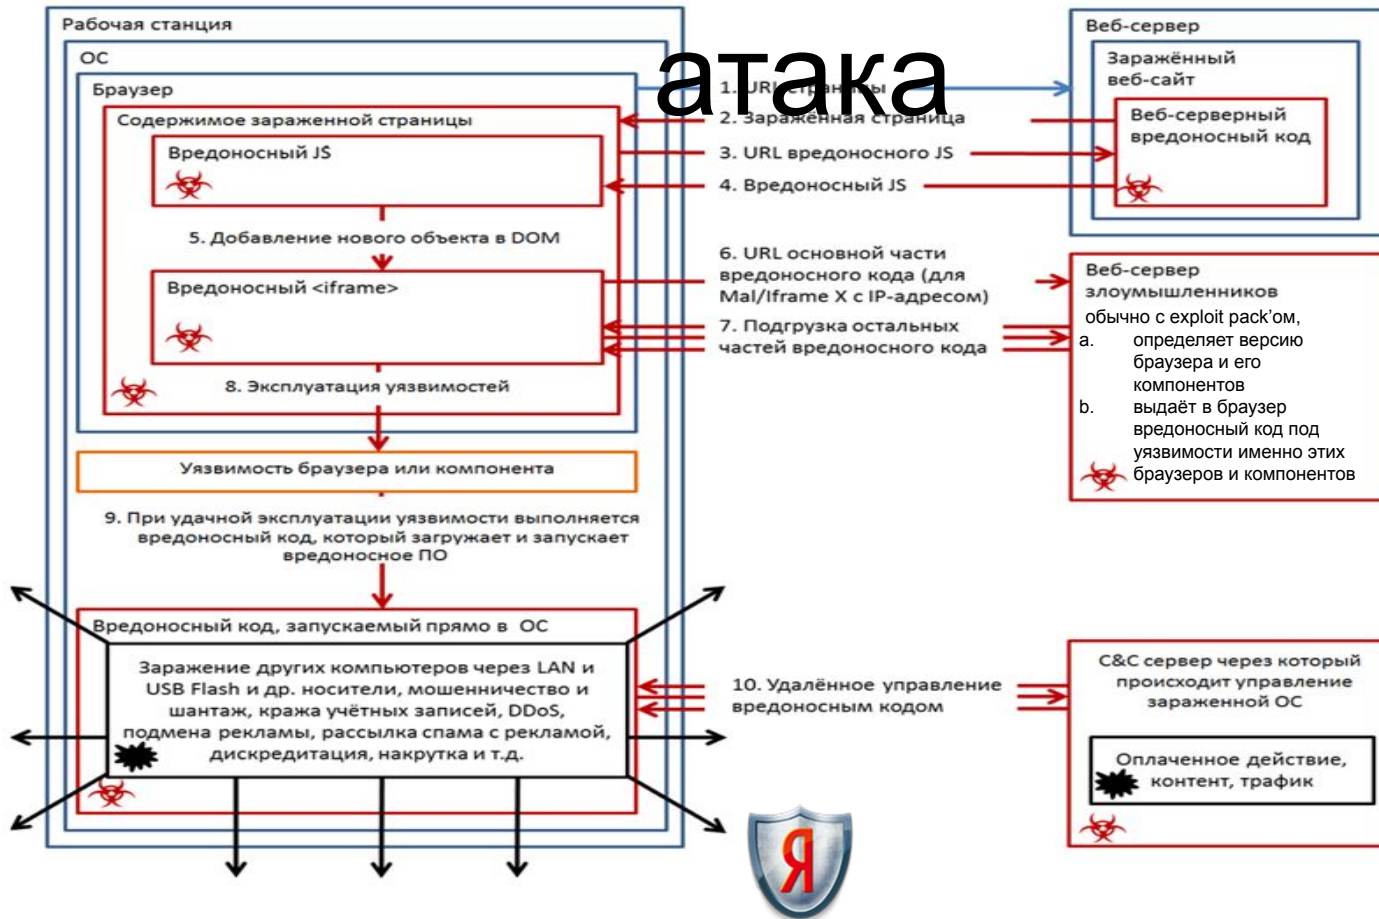 атака
Рабочая станция
ОС
Браузер
Содержимое зараженной страницы
Вредоносный JS
5. Добавление нового объекта в DOM
Вредоносный <iframe>
8. Эксплуатация уязвимостей
Уязвимость браузера или компонента
9. При удачной эксплуатации уязвимости выполняется
вредоносный код, который загружает и запускает
вредоносное ПО
Вредоносный код, запускаемый прямо в ОС
Заражение других компьютеров через LAN и
USB Flash и др. носители, мошенничество и
шантаж, кража учётных записей, DDoS,
подмена рекламы, рассылка спама с рекламой,
дискредитация, накрутка и т.д.
1. URL страницы
2. Заражённая страница
3. URL вредоносного JS
4. Вредоносный JS
6. URL основной части
вредоносного кода (для
Mal/Iframe X с IP-адресом)
7. Подгрузка остальных
частей вредоносного кода
10. Удалённое управление
вредоносным кодом
Я
Веб-сервер
Заражённый
веб-сайт
Веб-серверный
вредоносный код
Веб-сервер
злоумышленников
обычно с exploit pack’ом,
a. определяет версию
браузера и его
компонентов
b. выдаёт в браузер
вредоносный код под
уязвимости именно этих
браузеров и компонентов
C&C сервер через который
происходит управление
зараженной ОС
Оплаченное действие,
контент, трафик